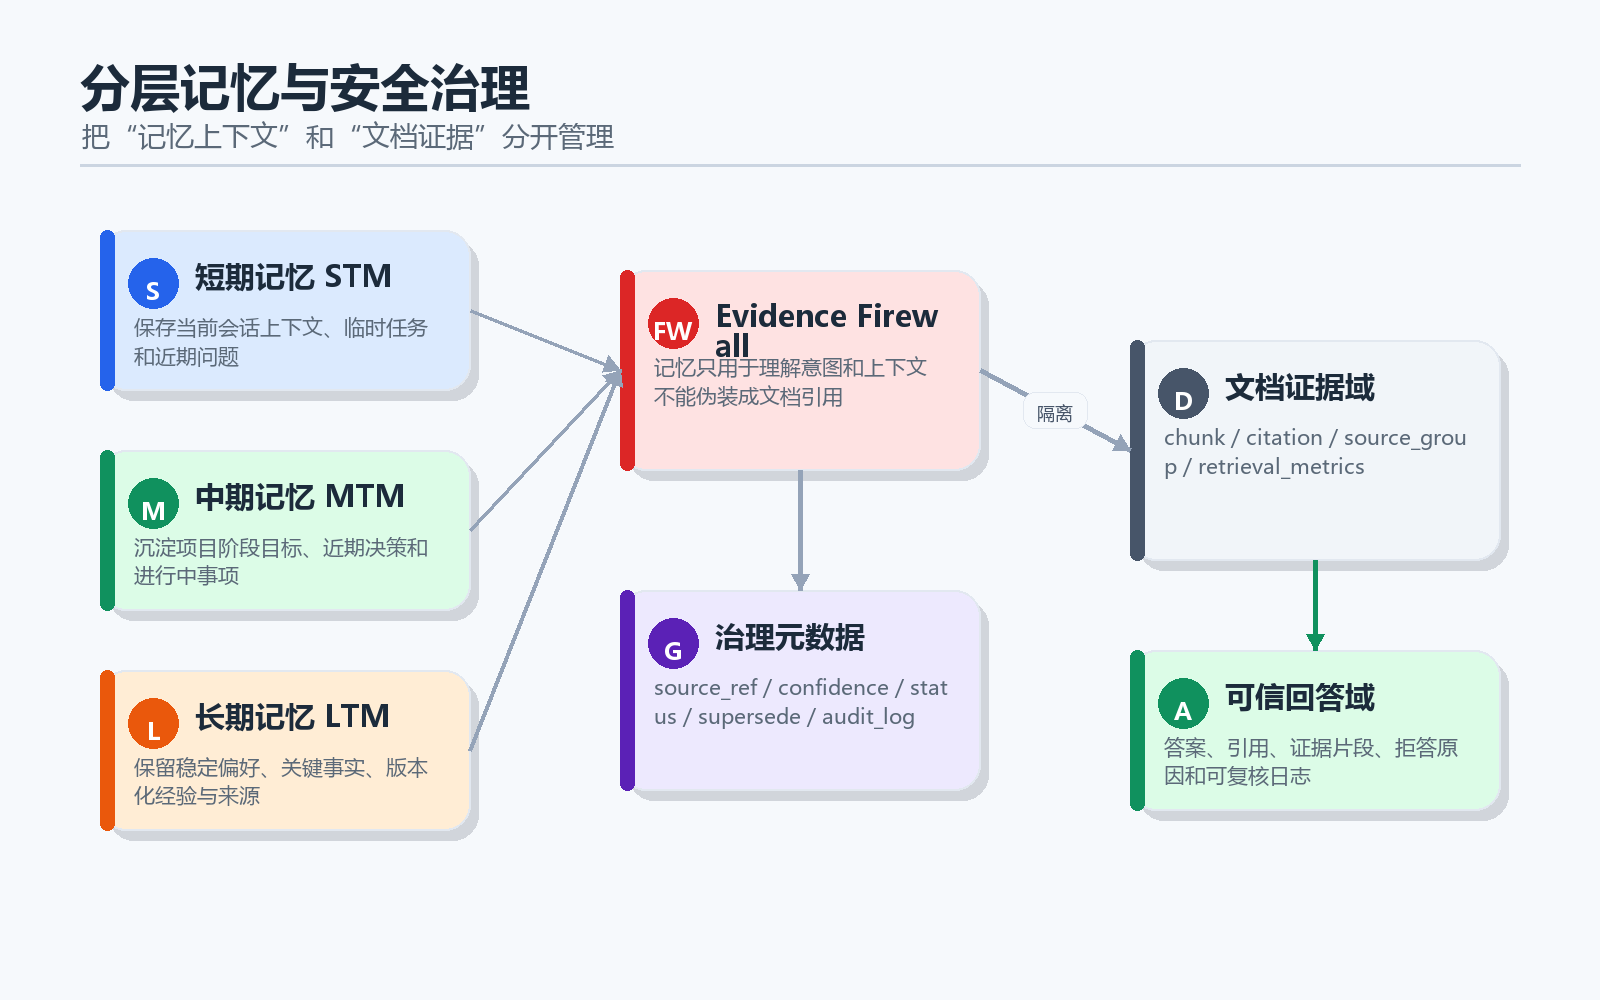 分层记忆与安全治理
把“记忆上下文”和“文档证据”分开管理
S
短期记忆 STM
保存当前会话上下文、临时任务
和近期问题
M
中期记忆 MTM
沉淀项目阶段目标、近期决策和
进行中事项
L
长期记忆 LTM
保留稳定偏好、关键事实、版本
化经验与来源
FW
Evidence Firew
all
记忆只用于理解意图和上下文
不能伪装成文档引用
G
治理元数据
source_ref / confidence / stat
us / supersede / audit_log
隔离
D
文档证据域
chunk / citation / source_grou
p / retrieval_metrics
A
可信回答域
答案、引用、证据片段、拒答原
因和可复核日志